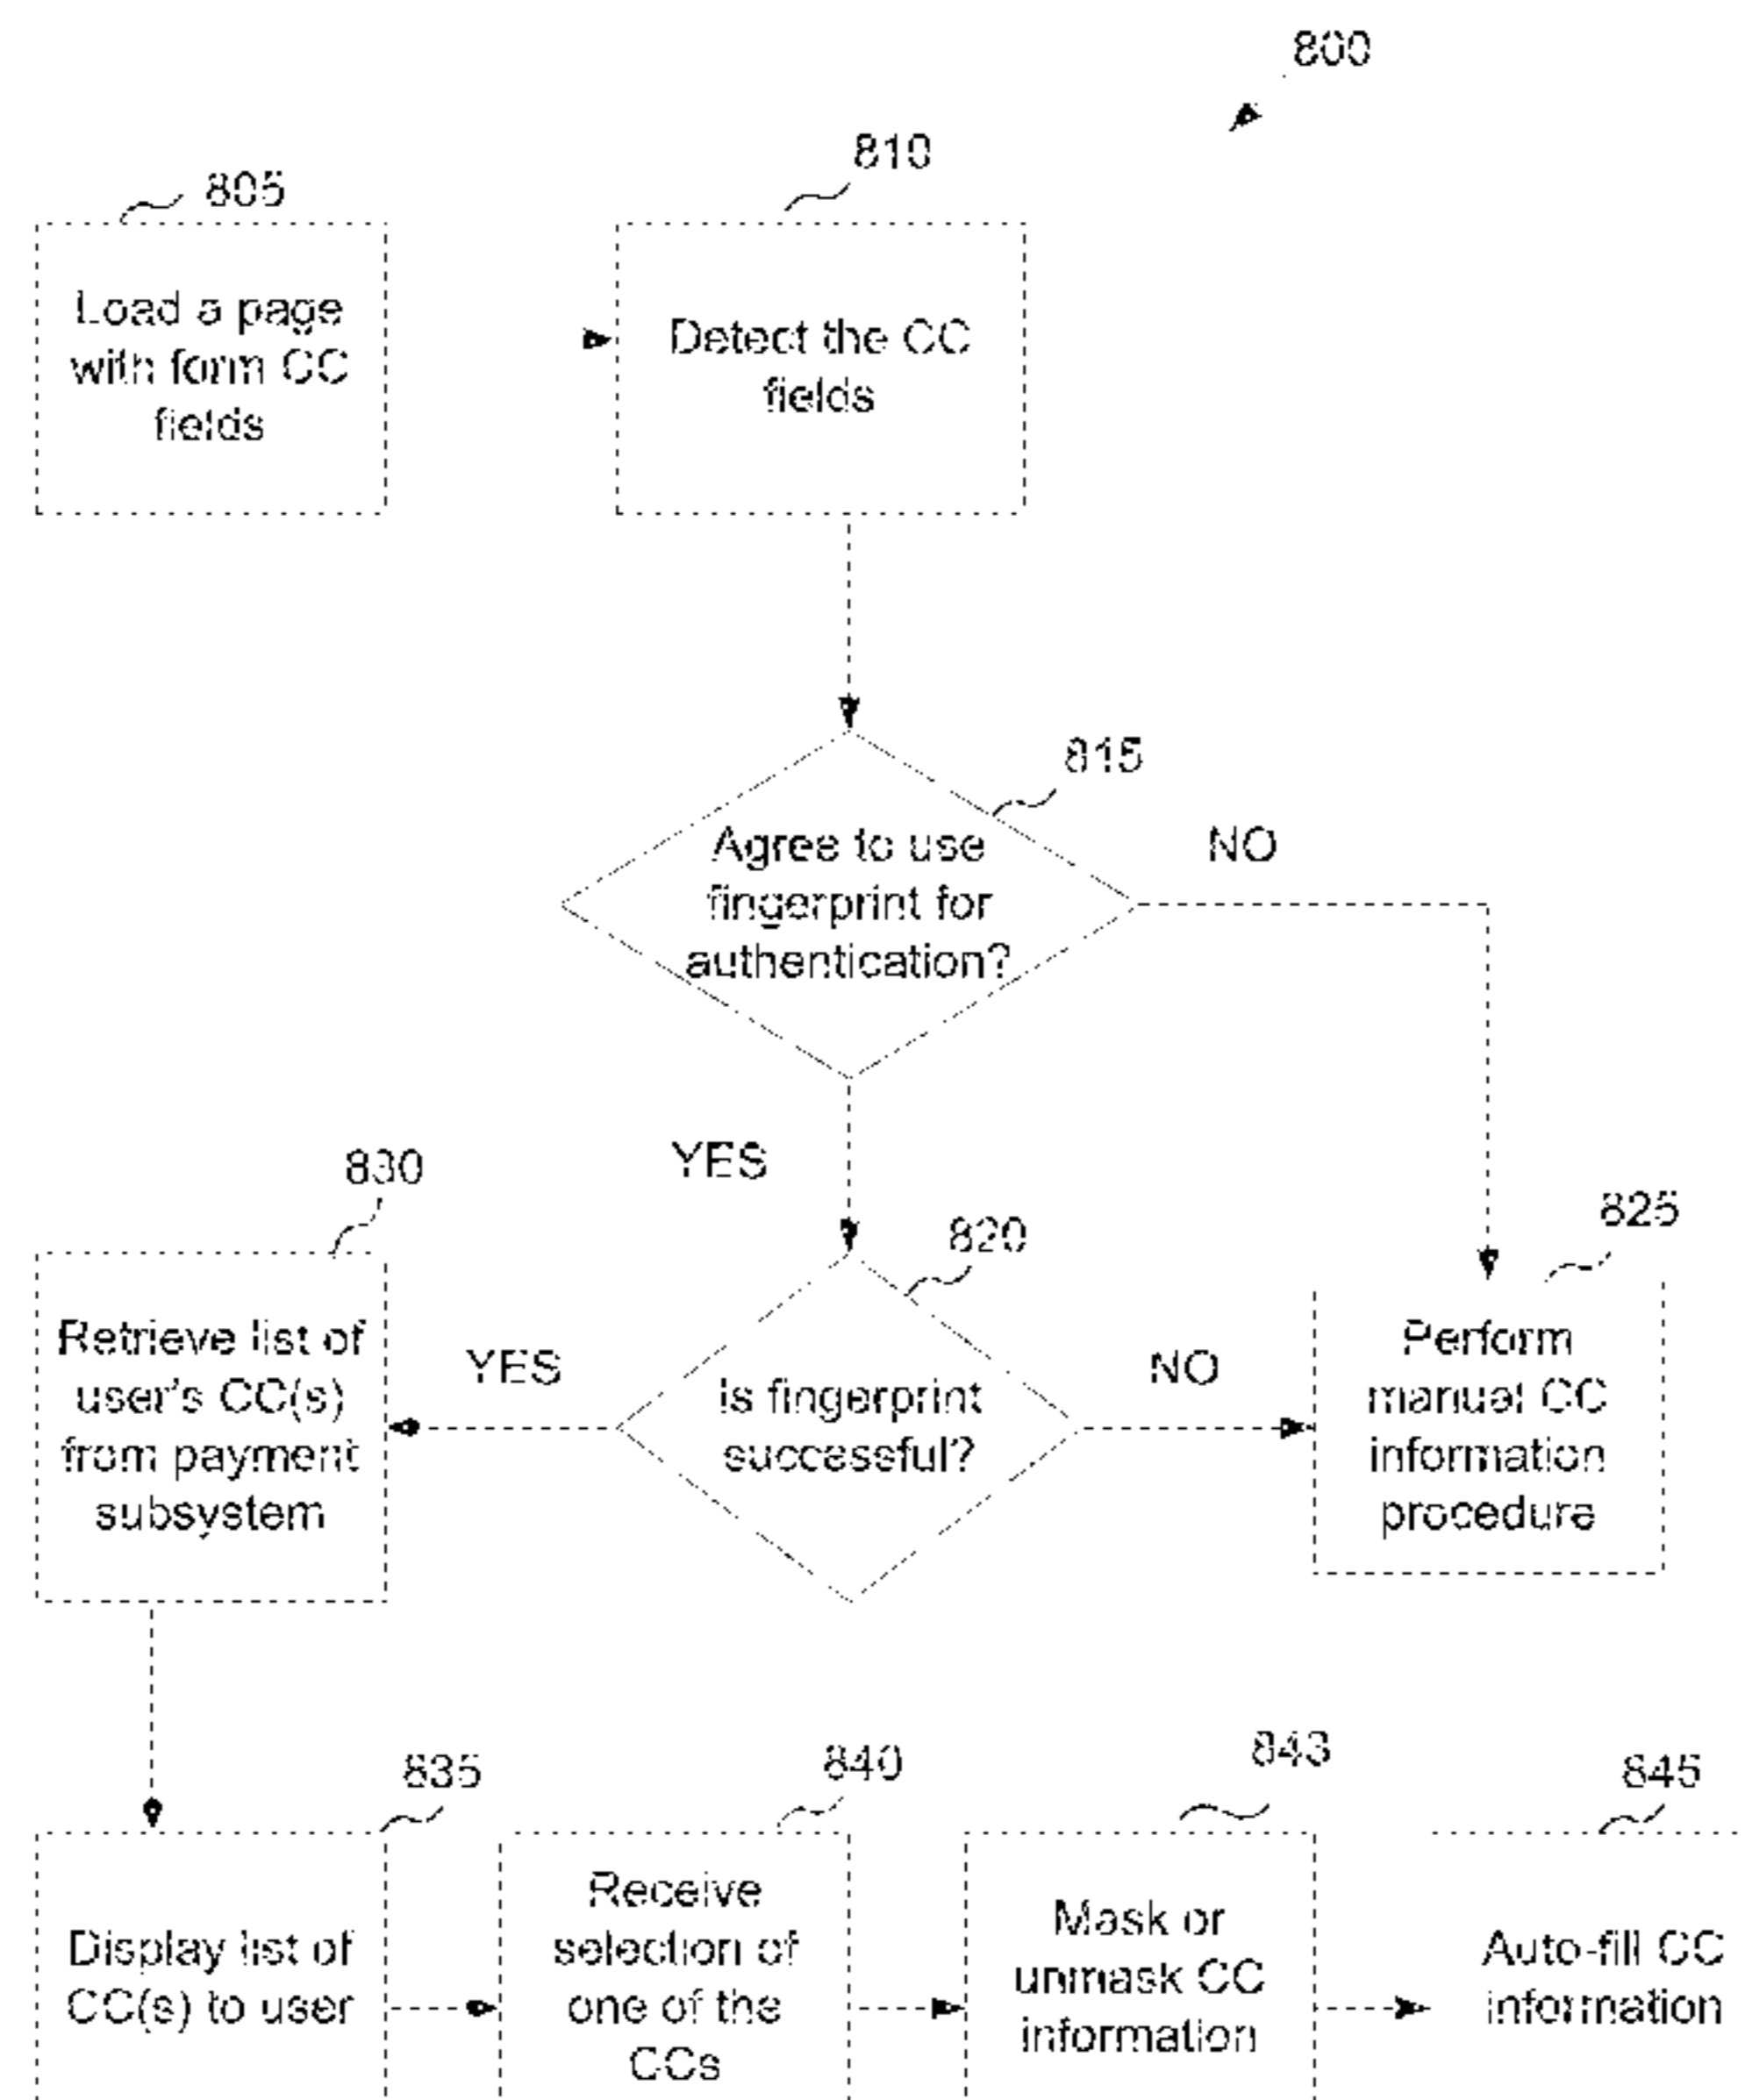 800
805
810
Load a page
with form CC
fields
Detect the CC
fields
815
Agree to use
fingerprint for
authentication?
NO
YES
830
820
825
Retrieve list of
user's CC(s)
from payment
subsystem
YES
Is fingerprint
successful?
NO
Perform
manual CC
information
procedure
835
840
843
845
Display list of
CC(s) to user
Receive
selection of
one of the
CCs
Mask or
unmask CC
information
Auto-fill CC
information